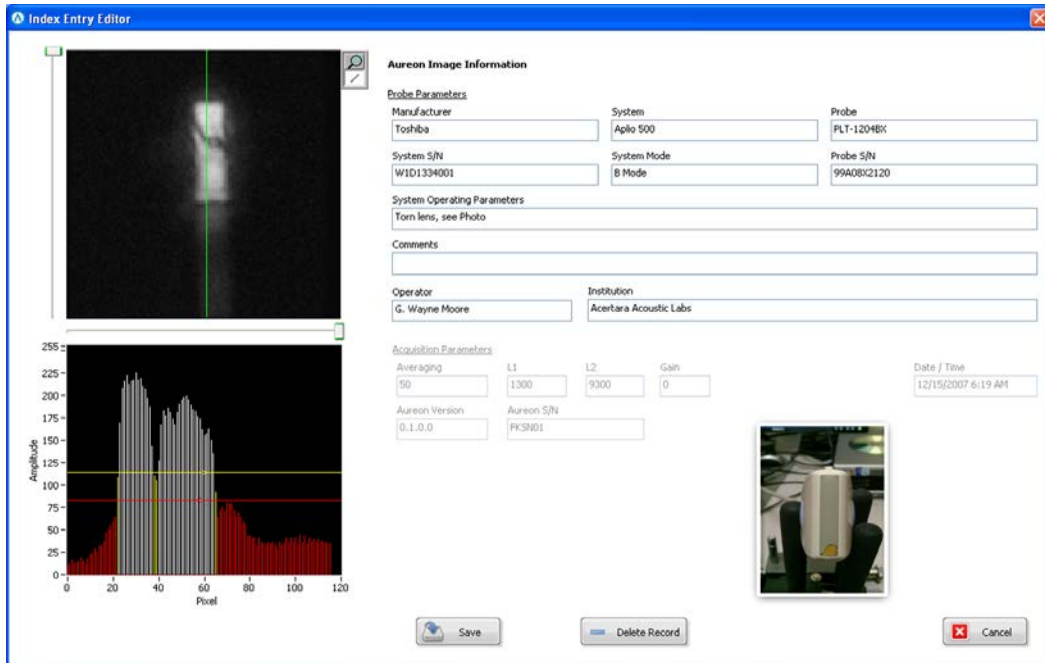 Index Entry Editor
Aureon Image Information
Probe Parameters
Manufacturer System Probe
Toshiba Aplio 500 PLT-1204BX
System S/N System Mode Probe S/N
W1D1334001 B Mode 99A08X2120
System Operating Parameters
Torn lens, see Photo
Comments
Operator Institution
G. Wayne Moore Acertara Acoustic Labs
Acquisition Parameters
Averaging L1 L2 Gain Date / Time
50 1300 9300 0 12/15/2007 6:19 AM
Aureon Version Aureon S/N
0.1.0.0 FKSN01
255
225
200
175
150
125
100
75
50
25
0
Amplitude
0 20 40 60 80 100 120
Pixel
Save Delete Record Cancel